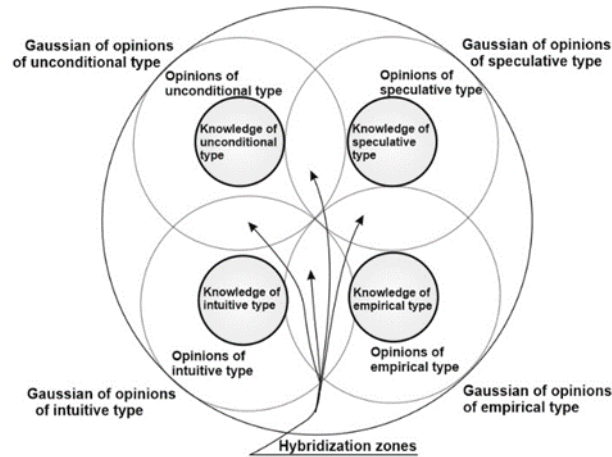 Gaussian of opinions
of unconditional type
Gaussian of opinions
of speculative type
Opinions of
unconditional type
Opinions of
speculative type
Knowledge of
unconditional
type
Knowledge of
speculative
type
Knowledge of
intuitive type
Knowledge of
empirical type
Opinions of
intuitive type
Opinions of
empirical type
Gaussian of opinions
of intuitive type
Gaussian of opinions
of empirical type
Hybridization zones